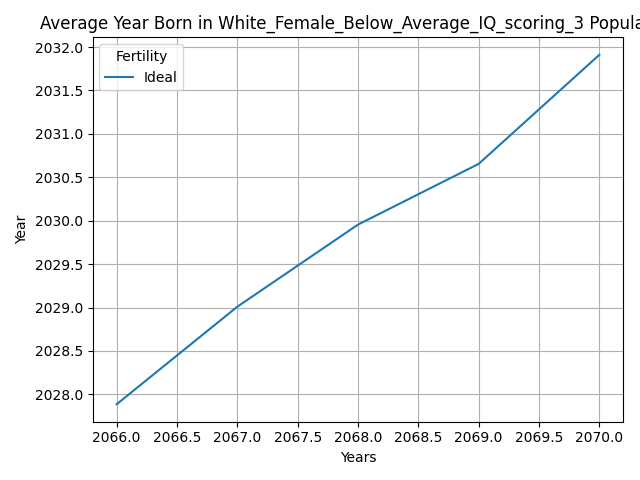 Average Year Born in White_Female_Below_Average_IQ_scoring_3 Popula
Fertility
Ideal
2032.0
2031.5
2031.0
2030.5
2030.0
2029.5
2029.0
2028.5
2028.0
Year
2066.0 2066.5 2067.0 2067.5 2068.0 2068.5 2069.0 2069.5 2070.0
Years